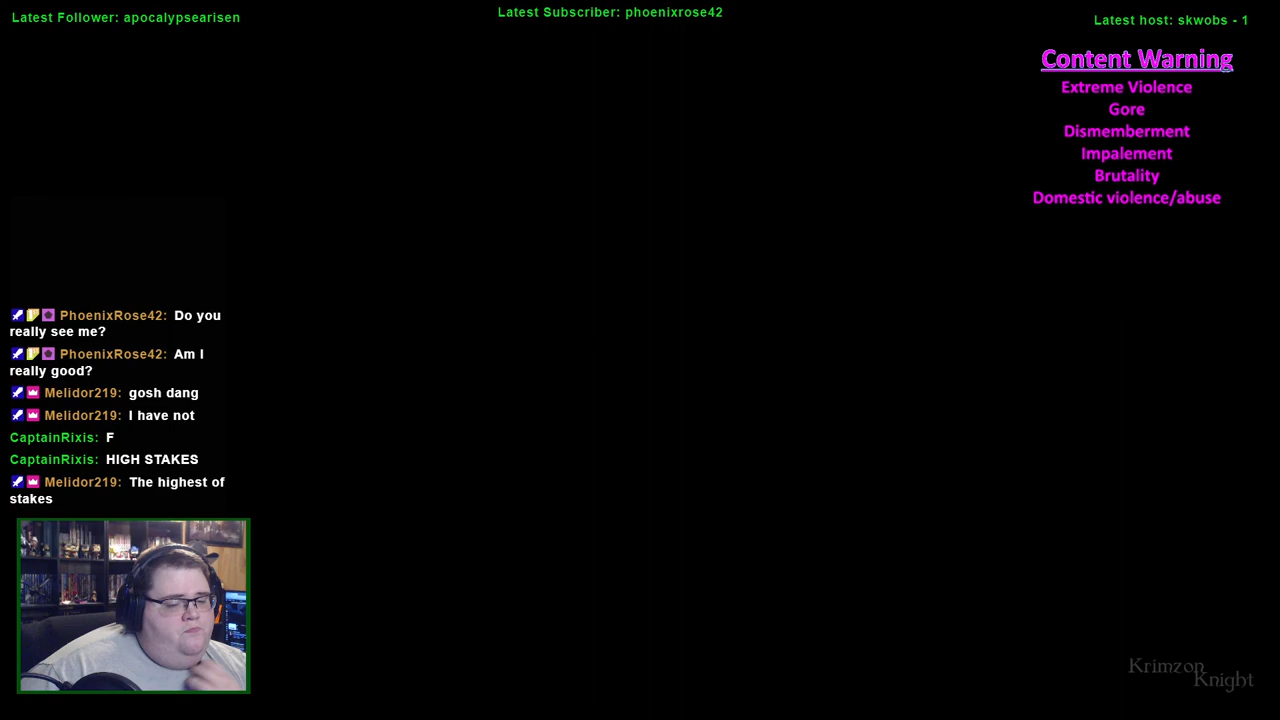 Latest Follower: apocalypsearisen
Latest Subscriber: phoenixrose42
Latest host: skwobs - 1
Content Warning
Extreme Violence
Gore
Dismemberment
Impalement
Brutality
Domestic violence/abuse
PhoenixRose42: Do you
really see me?
PhoenixRose42: Am I
really good?
Melidor219: gosh dang
Melidor219: I have not
CaptainRixis: F
CaptainRixis: HIGH STAKES
Melidor219: The highest of
stakes
Krimzon
Knight